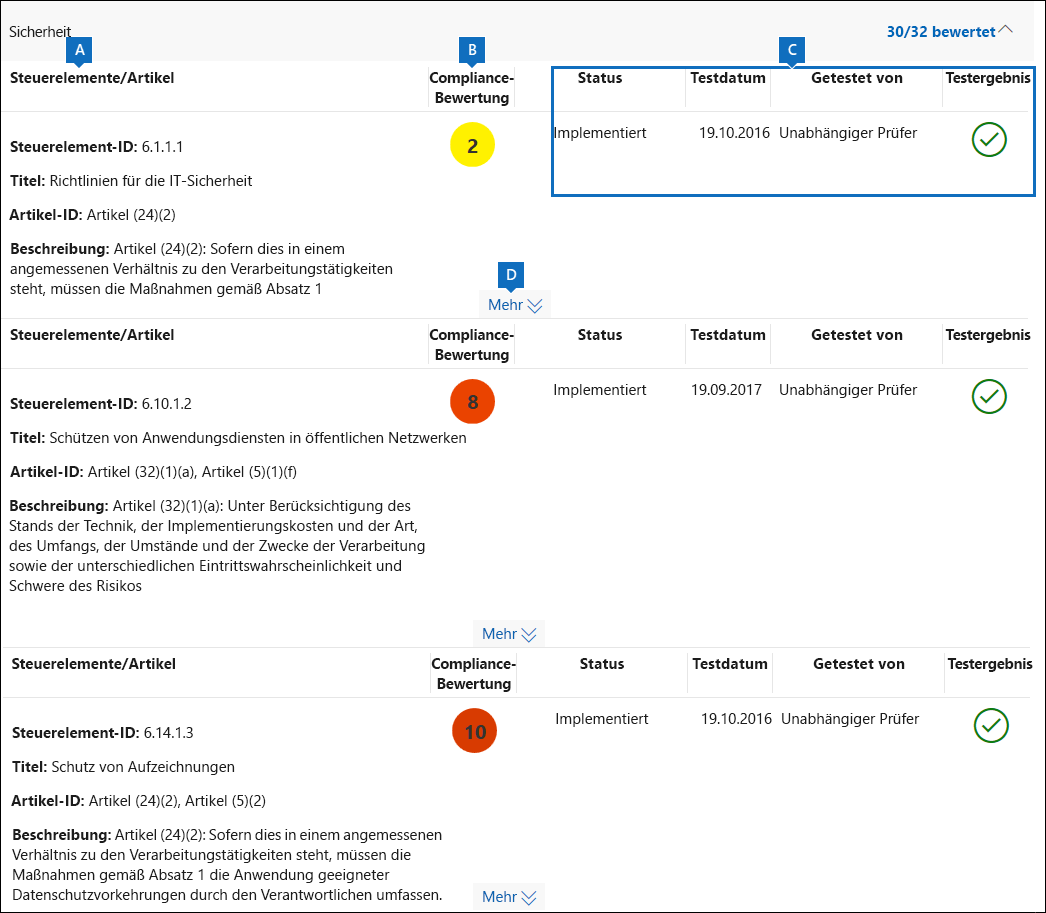 Sicherheit
30/32 bewertet
A
B
C
Steuerelemente/Artikel
Compliance-
Bewertung
Status
Testdatum
Getestet von
Testergebnis
Steuerelement-ID: 6.1.1.1
2
Implementiert
19.10.2016
Unabhängiger Prüfer
Titel: Richtlinien für die IT-Sicherheit
Artikel-ID: Artikel (24)(2)
Beschreibung: Artikel (24)(2): Sofern dies in einem
angemessenen Verhältnis zu den Verarbeitungstätigkeiten
steht, müssen die Maßnahmen gemäß Absatz 1
D
Mehr
Steuerelemente/Artikel
Compliance-
Bewertung
Status
Testdatum
Getestet von
Testergebnis
Steuerelement-ID: 6.10.1.2
8
Implementiert
19.09.2017
Unabhängiger Prüfer
Titel: Schützen von Anwendungsdiensten in öffentlichen Netzwerken
Artikel-ID: Artikel (32)(1)(a), Artikel (5)(1)(f)
Beschreibung: Artikel (32)(1)(a): Unter Berücksichtigung des
Stands der Technik, der Implementierungskosten und der Art,
des Umfangs, der Umstände und der Zwecke der Verarbeitung
sowie der unterschiedlichen Eintrittswahrscheinlichkeit und
Schwere des Risikos
Mehr
Steuerelemente/Artikel
Compliance-
Bewertung
Status
Testdatum
Getestet von
Testergebnis
Steuerelement-ID: 6.14.1.3
10
Implementiert
19.10.2016
Unabhängiger Prüfer
Titel: Schutz von Aufzeichnungen
Artikel-ID: Artikel (24)(2), Artikel (5)(2)
Beschreibung: Artikel (24)(2): Sofern dies in einem angemessenen
Verhältnis zu den Verarbeitungstätigkeiten steht, müssen die
Maßnahmen gemäß Absatz 1 die Anwendung geeigneter
Datenschutzvorkehrungen durch den Verantwortlichen umfassen.
Mehr